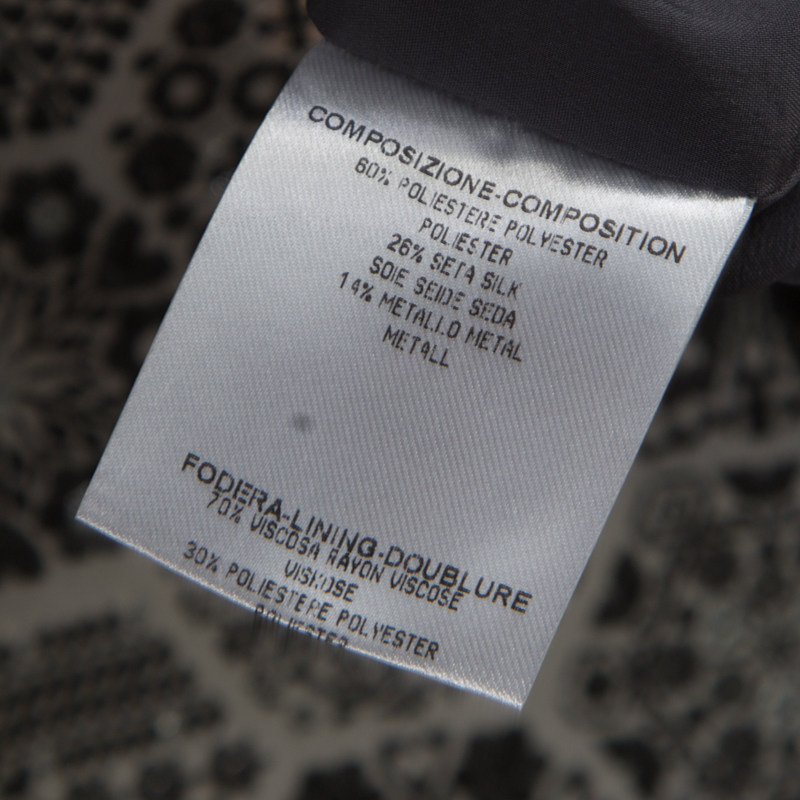 COMPOSIZIONE-COMPOSITION
60% POLIESTERE POLYESTER
POLIESTER
26% SETA SILK
SOIE SEIDE SEDA
14% METALLO METAL
METALL
FODERA-LINING-DOUBLURE
70% VISCOSA RAYON VISCOSE
VISKOSE
30% POLIESTERE POLYESTER
POLIESTER